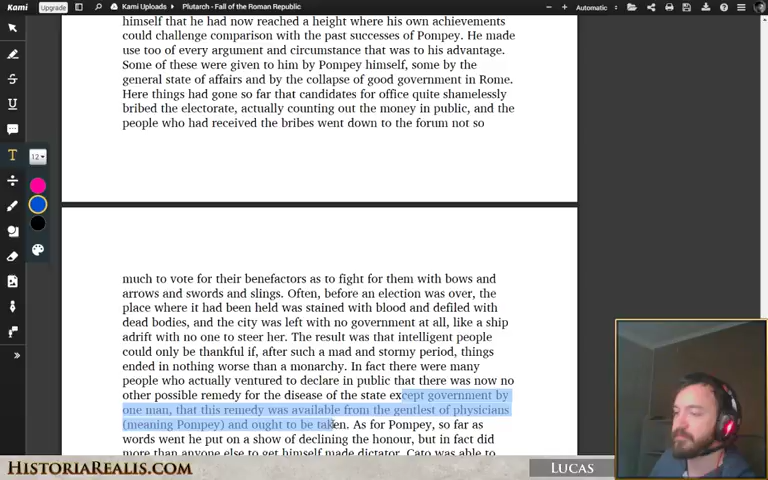 Kami
Upgrade
Kami Uploads
Plutarch - Fall of the Roman Republic
Automatic
himself that he had now reached a height where his own achievements
could challenge comparison with the past successes of Pompey. He made
use too of every argument and circumstance that was to his advantage.
Some of these were given to him by Pompey himself, some by the
general state of affairs and by the collapse of good government in Rome.
Here things had gone so far that candidates for office quite shamelessly
bribed the electorate, actually counting out the money in public, and the
people who had received the bribes went down to the forum not so
T
12
much to vote for their benefactors as to fight for them with bows and
arrows and swords and slings. Often, before an election was over, the
place where it had been held was stained with blood and defiled with
dead bodies, and the city was left with no government at all, like a ship
adrift with no one to steer her. The result was that intelligent people
could only be thankful if, after such a mad and stormy period, things
ended in nothing worse than a monarchy. In fact there were many
people who actually ventured to declare in public that there was now no
other possible remedy for the disease of the state except government by
one man, that this remedy was available from the gentlest of physicians
(meaning Pompey) and ought to be taken. As for Pompey, so far as
words went he put on a show of declining the honour, but in fact did
more than anyone else to get himself made dictator. Cato was able to
HISTORIAREALIS.COM
LUCAS